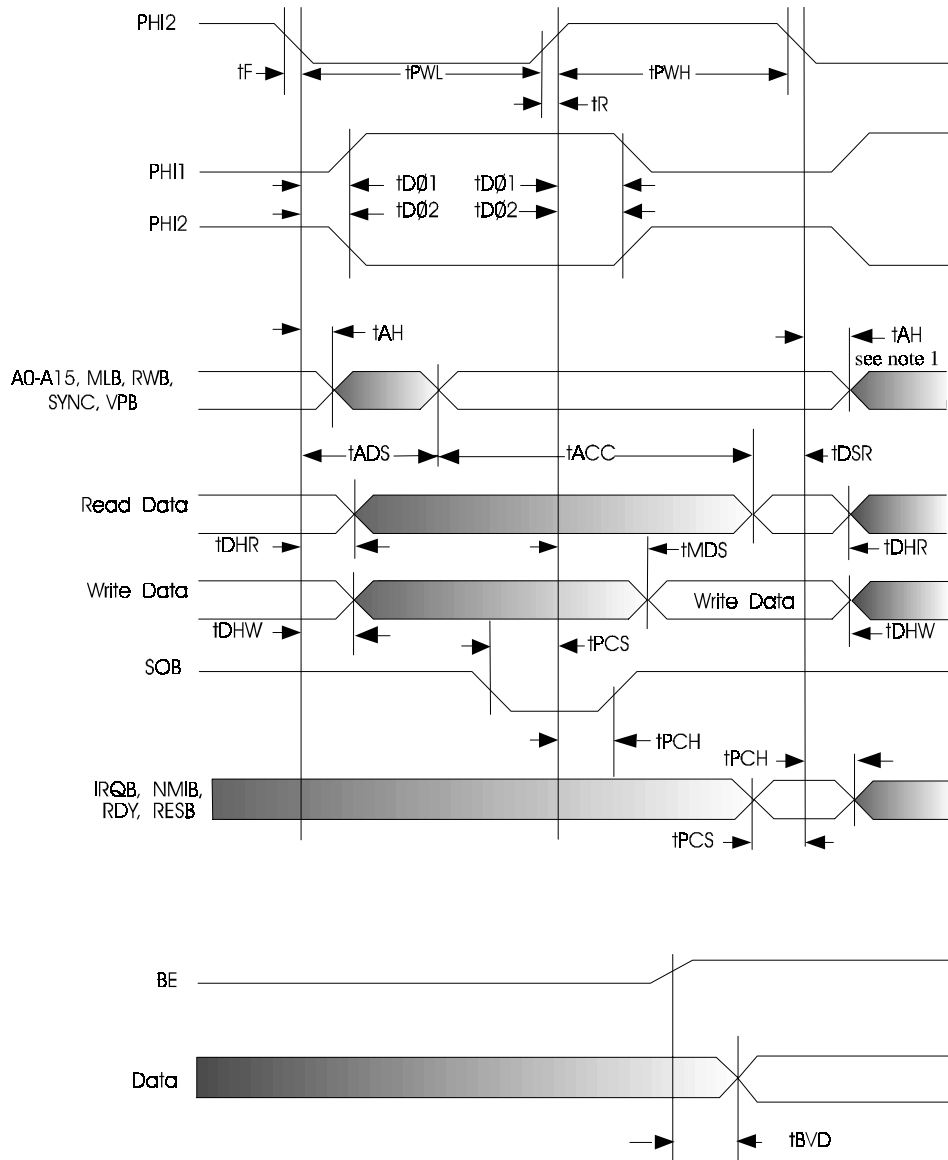 PHI2
tF
tPWL
tPWH
tR
PHI1
tDØ1
tDØ1
tDØ2
tDØ2
PHI2
tAH
tAH
see note 1
A0-A15, MLB, RWB,
SYNC, VPB
tADS
tACC
tDSR
Read Data
tDHR
tMDS
tDHR
Write Data
Write Data
tDHW
tPCS
tDHW
SOB
tPCH
tPCH
IRQB, NMIB,
RDY, RESB
tPCS
BE
Data
tBVD